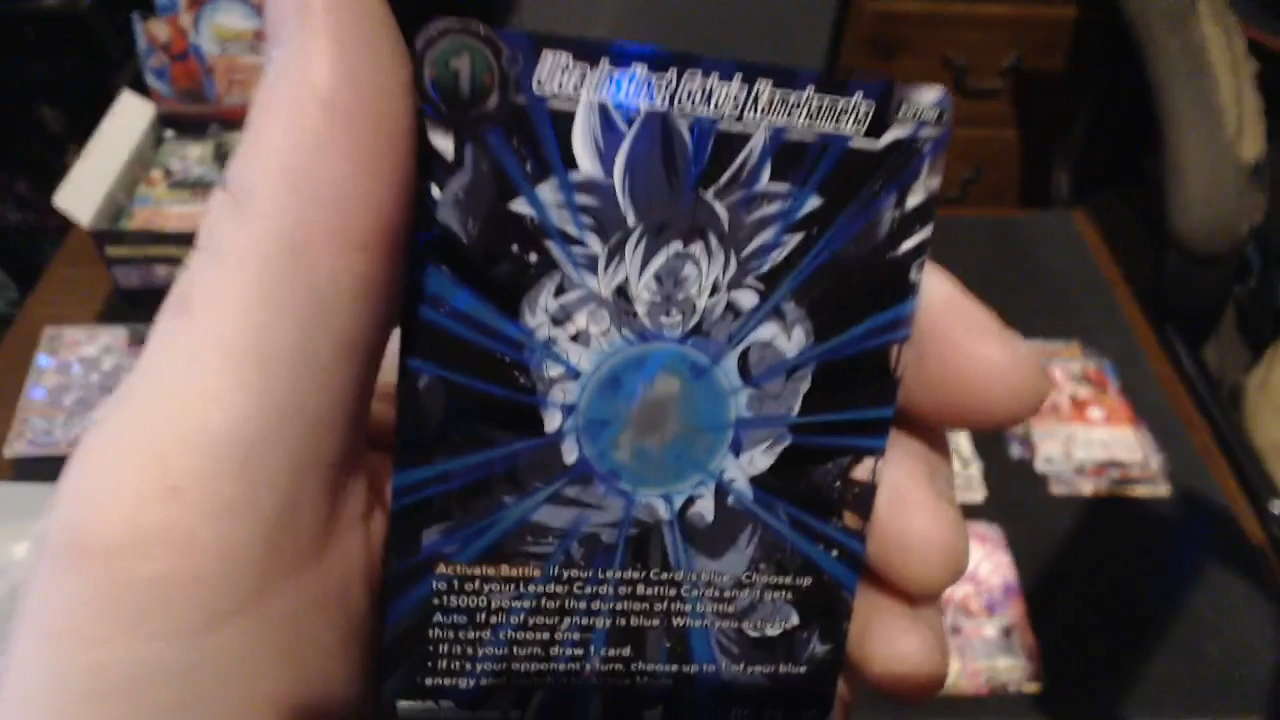 1
Ultra Instinct Goku's Kamehameha
Activate:Battle If your Leader Card is blue : Choose up
to 1 of your Leader Cards or Battle Cards and it gets
+15000 power for the duration of the battle.
Auto If all of your energy is blue : When you activate
this card, choose one—
• If it's your turn, draw 1 card.
• If it's your opponent's turn, choose up to 1 of your blue
energy and switch it to Active Mode.